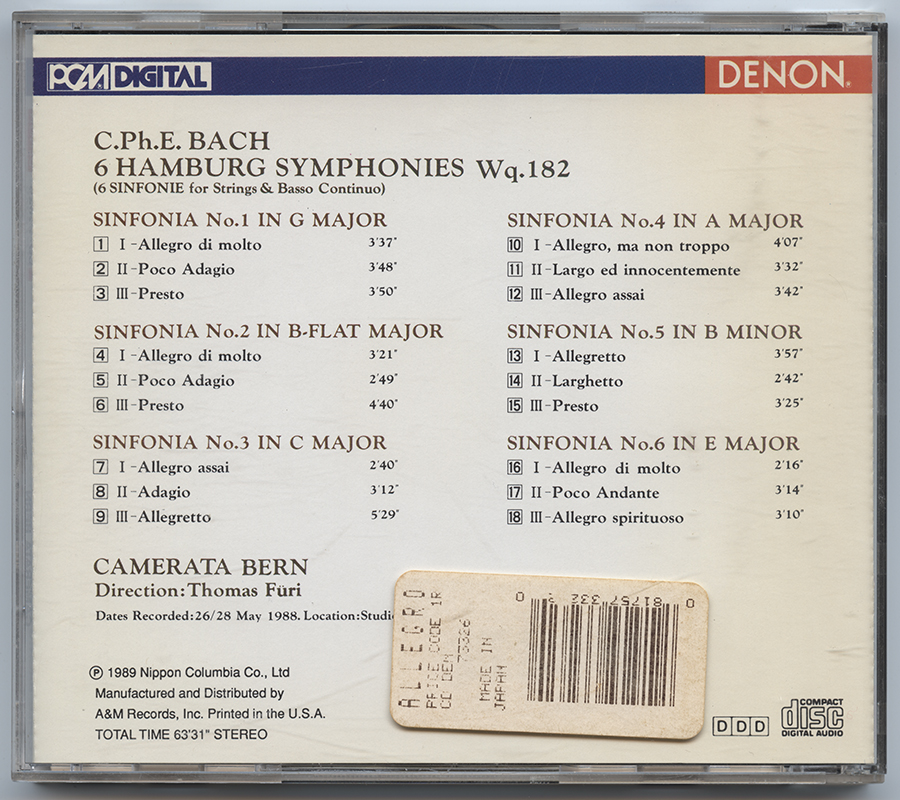 PCM DIGITAL
DENON
C.Ph.E. BACH
6 HAMBURG SYMPHONIES Wq.182
(6 SINFONIE for Strings & Basso Continuo)
SINFONIA No.1 IN G MAJOR
1 I-Allegro di molto 3'37"
2 II-Poco Adagio 3'48"
3 III-Presto 3'50"
SINFONIA No.2 IN B-FLAT MAJOR
4 I-Allegro di molto 3'21"
5 II-Poco Adagio 2'49"
6 III-Presto 4'40"
SINFONIA No.3 IN C MAJOR
7 I-Allegro assai 2'40"
8 II-Adagio 3'12"
9 III-Allegretto 5'29"
SINFONIA No.4 IN A MAJOR
10 I-Allegro, ma non troppo 4'07"
11 II-Largo ed innocentemente 3'32"
12 III-Allegro assai 3'42"
SINFONIA No.5 IN B MINOR
13 I-Allegretto 3'57"
14 II-Larghetto 2'42"
15 III-Presto 3'25"
SINFONIA No.6 IN E MAJOR
16 I-Allegro di molto 2'16"
17 II-Poco Andante 3'14"
18 III-Allegro spirituoso 3'10"
CAMERATA BERN
Direction: Thomas Füri
Dates Recorded: 26/28 May 1988. Location: Studi
℗ 1989 Nippon Columbia Co., Ltd
Manufactured and Distributed by
A&M Records, Inc. Printed in the U.S.A.
TOTAL TIME 63'31" STEREO
ALLEGRO
PRICE CODE 1R
CD DEN 73326
MADE IN
JAPAN
0 81757 332
DDD
COMPACT
disc
DIGITAL AUDIO